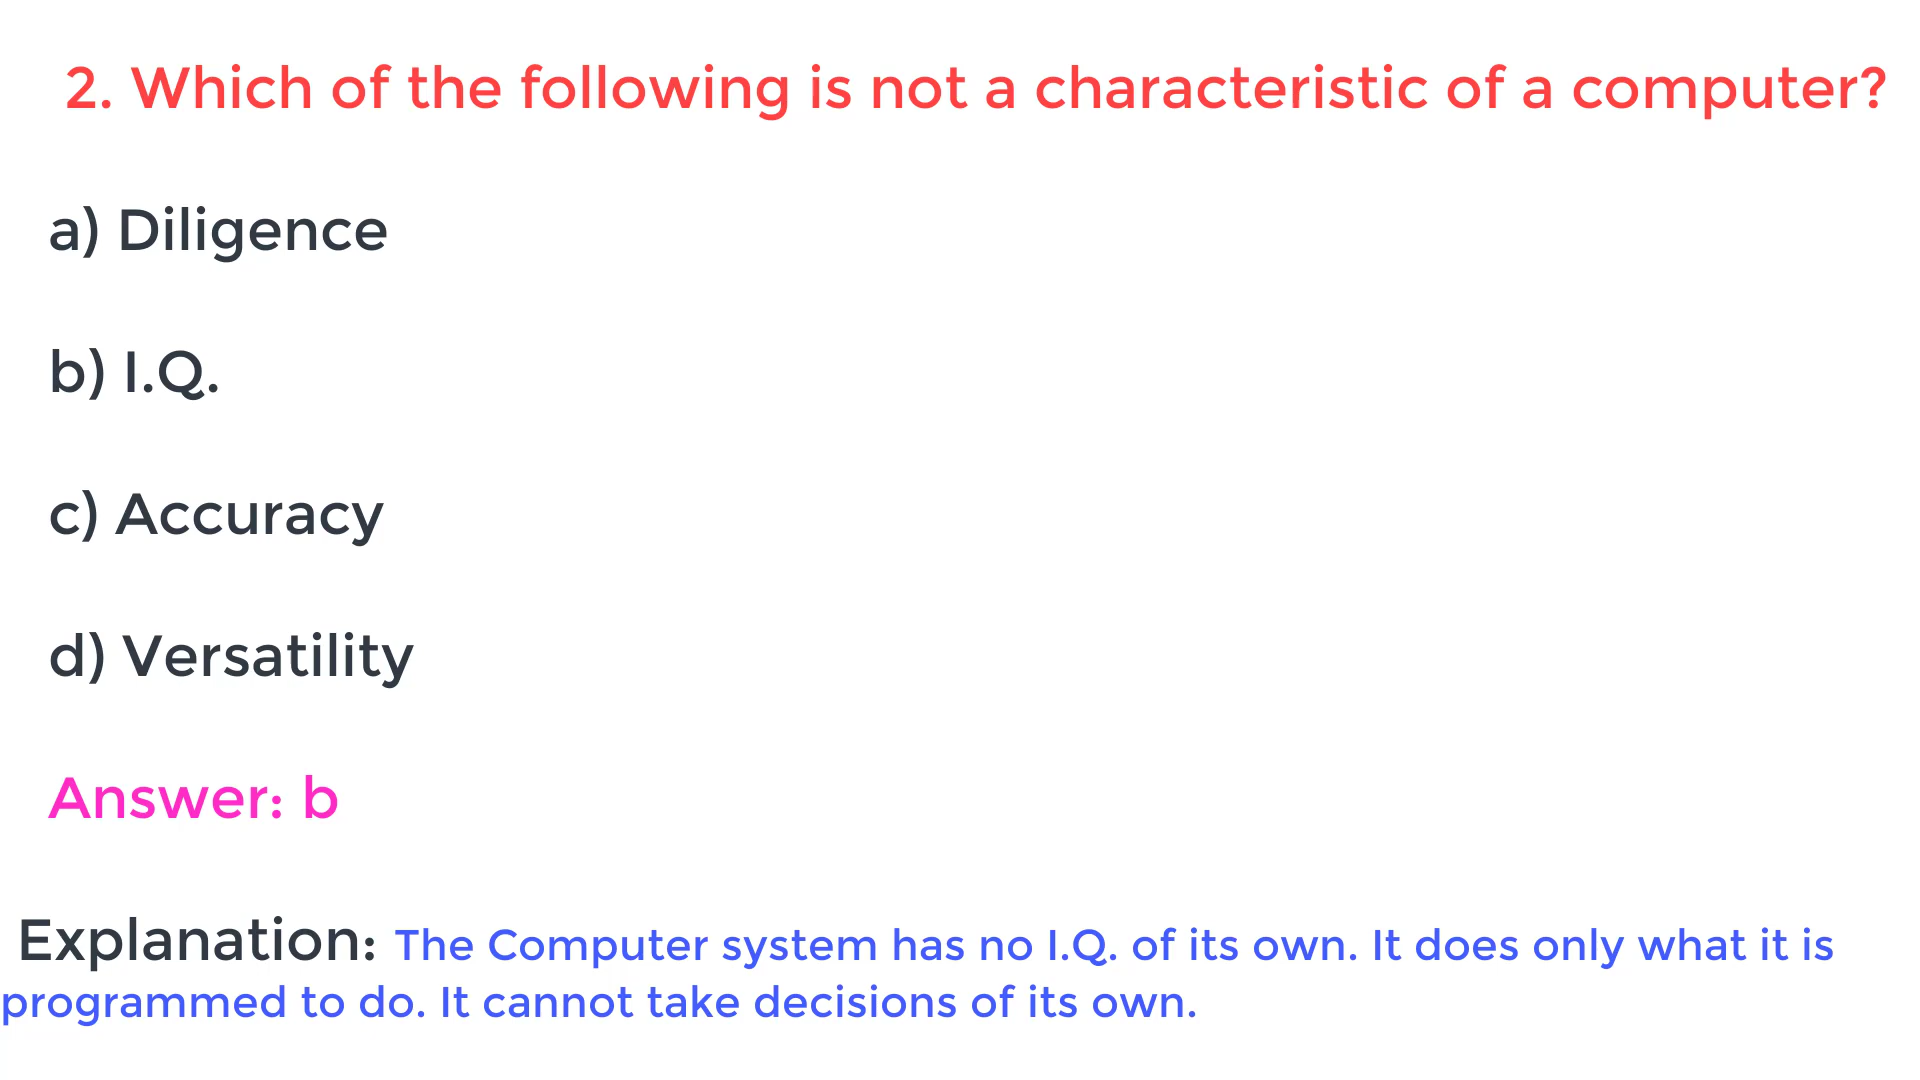 2. Which of the following is not a characteristic of a computer?
a) Diligence
b) I.Q.
c) Accuracy
d) Versatility
Answer: b
Explanation: The Computer system has no I.Q. of its own. It does only what it is
programmed to do. It cannot take decisions of its own.